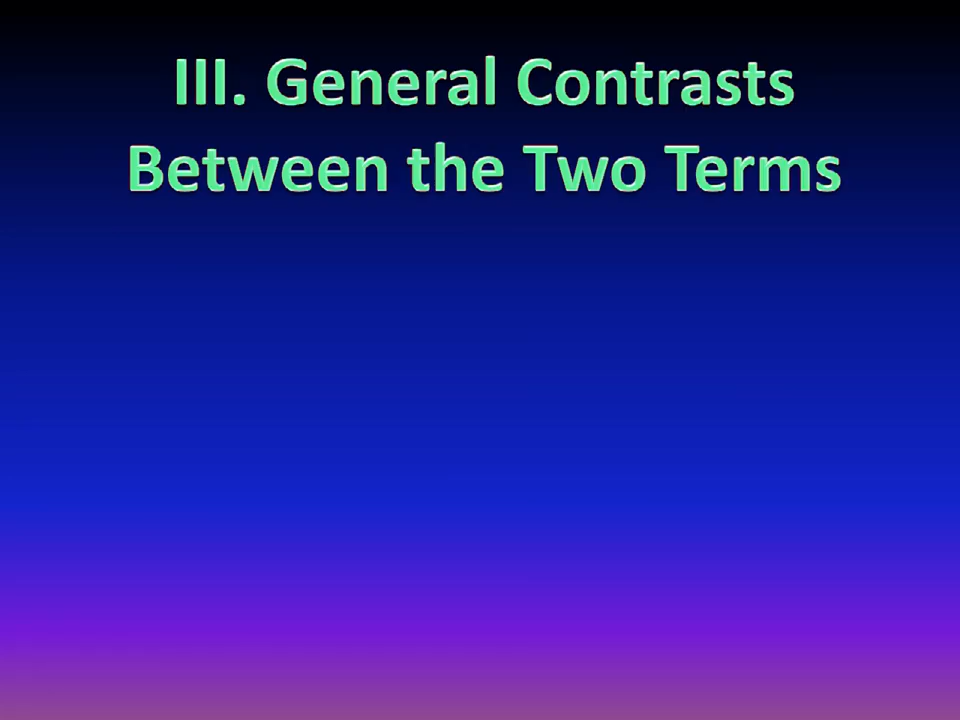 III. General Contrasts
Between the Two Terms